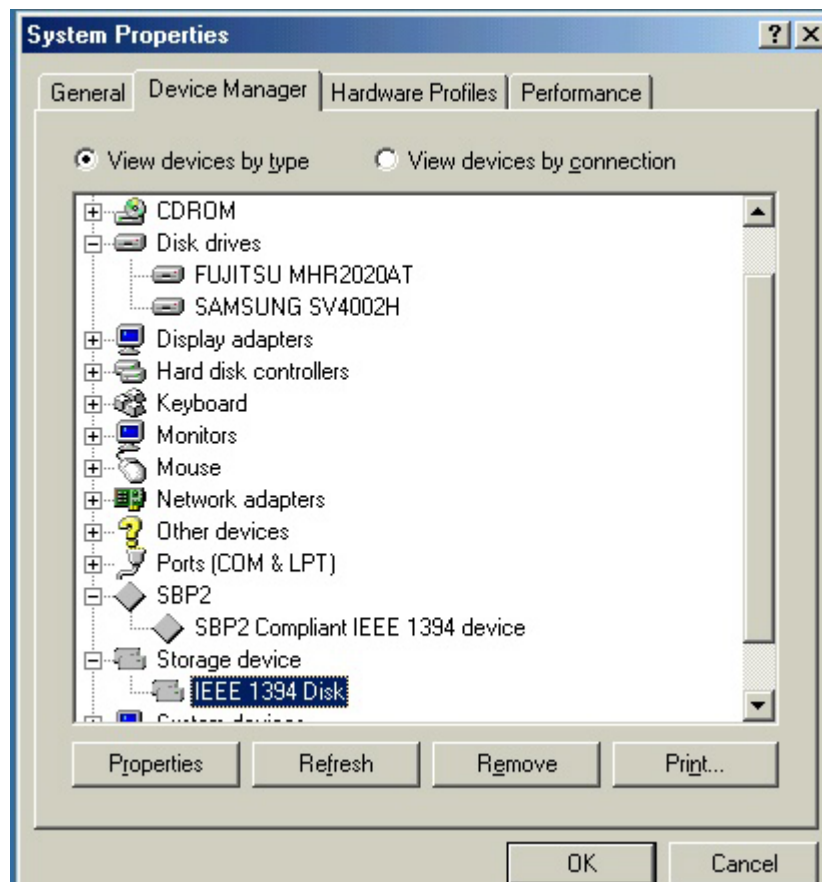 System Properties
General Device Manager Hardware Profiles Performance
View devices by type View devices by connection
CDROM
Disk drives
FUJITSU MHR2020AT
SAMSUNG SV4002H
Display adapters
Hard disk controllers
Keyboard
Monitors
Mouse
Network adapters
Other devices
Ports (COM & LPT)
SBP2
SBP2 Compliant IEEE 1394 device
Storage device
IEEE 1394 Disk
Properties Refresh Remove Print...
OK Cancel